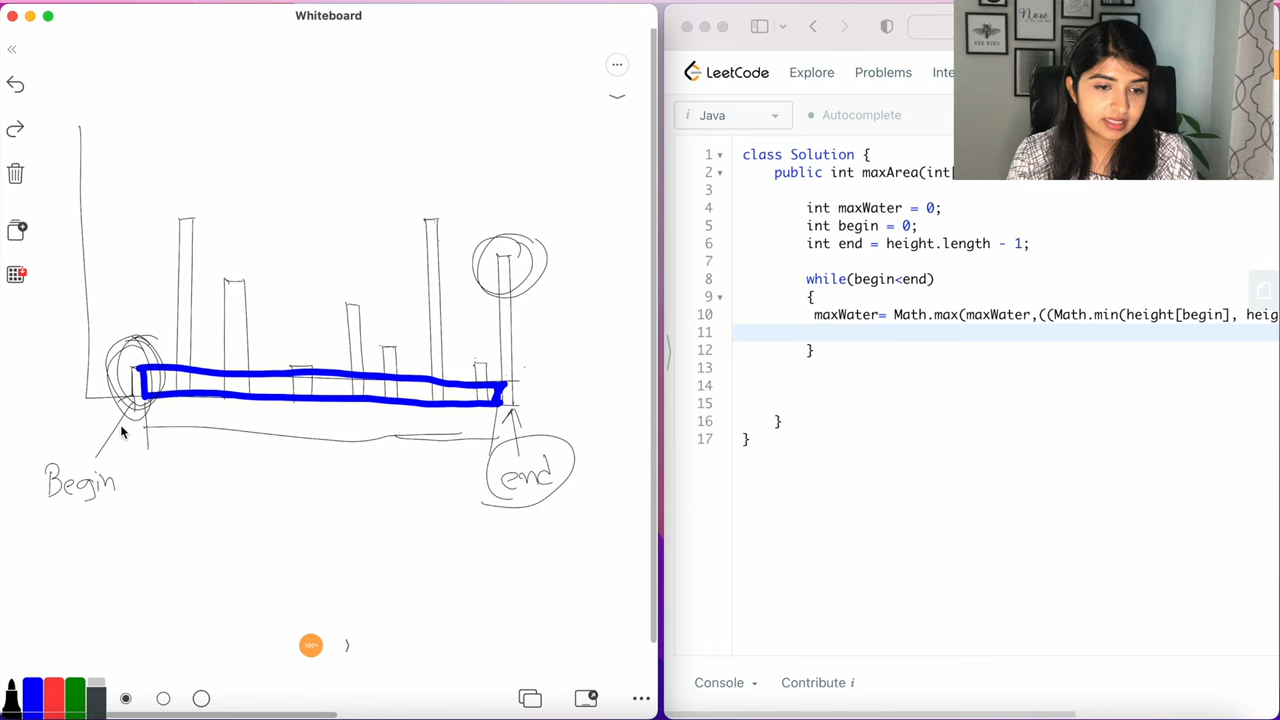 Whiteboard
Begin
end
LeetCode Explore Problems Inte
i Java Autocomplete
1 class Solution {
2 public int maxArea(int[
3
4 int maxWater = 0;
5 int begin = 0;
6 int end = height.length - 1;
7
8 while(begin<end)
9 {
10 maxWater= Math.max(maxWater,((Math.min(height[begin], heig
11
12 }
13
14
15
16 }
17 }
Console Contribute i